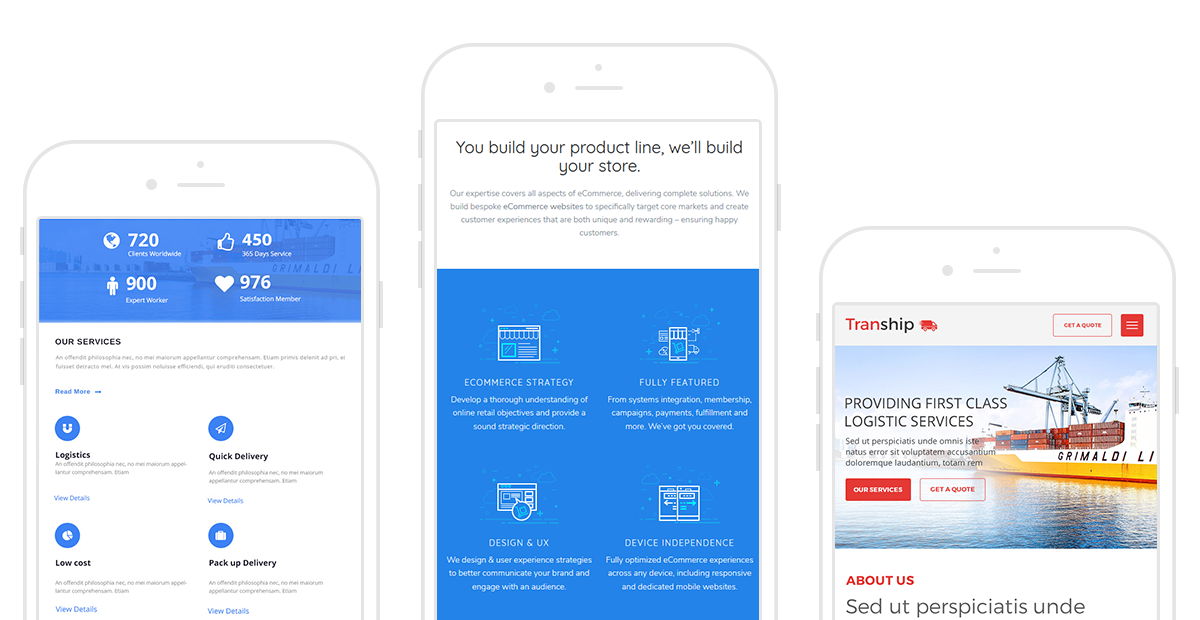 720
Clients Worldwide
450
365 Days Service
900
Expert Worker
976
Satisfaction Member
GRIMALDI LI
OUR SERVICES
An offendit philosophia nec, no mei maiorum appellantur comprehensam. Etiam primis delenit ad pri, ei
fuisset detracto mel. At vis possim noluisse efficiendi, qui eruditi consectetuer.
Read More
Logistics
An offendit philosophia nec, no mei maiorum appel-
lantur comprehensam. Etiam
View Details
Quick Delivery
An offendit philosophia nec, no mei maiorum
appellantur comprehensam. Etiam
View Details
Low cost
An offendit philosophia nec, no mei maiorum appel-
lantur comprehensam. Etiam
View Details
Pack up Delivery
An offendit philosophia nec, no mei maiorum
appellantur comprehensam. Etiam
View Details
You build your product line, we'll build
your store.
Our expertise covers all aspects of eCommerce, delivering complete solutions. We
build bespoke eCommerce websites to specifically target core markets and create
customer experiences that are both unique and rewarding – ensuring happy
customers.
ECOMMERCE STRATEGY
Develop a thorough understanding of
online retail objectives and provide a
sound strategic direction.
FULLY FEATURED
From systems integration, membership,
campaigns, payments, fulfillment and
more. We've got you covered.
DESIGN & UX
We design & user experience strategies
to better communicate your brand and
engage with an audience.
DEVICE INDEPENDENCE
Fully optimized eCommerce experiences
across any device, including responsive
and dedicated mobile websites.
Tranship
GET A QUOTE
PROVIDING FIRST CLASS
LOGISTIC SERVICES
Sed ut perspiciatis unde omnis iste
natus error sit voluptatem accusantium
doloremque laudantium, totam rem
GRIMALDI LI
OUR SERVICES
GET A QUOTE
ABOUT US
Sed ut perspiciatis unde